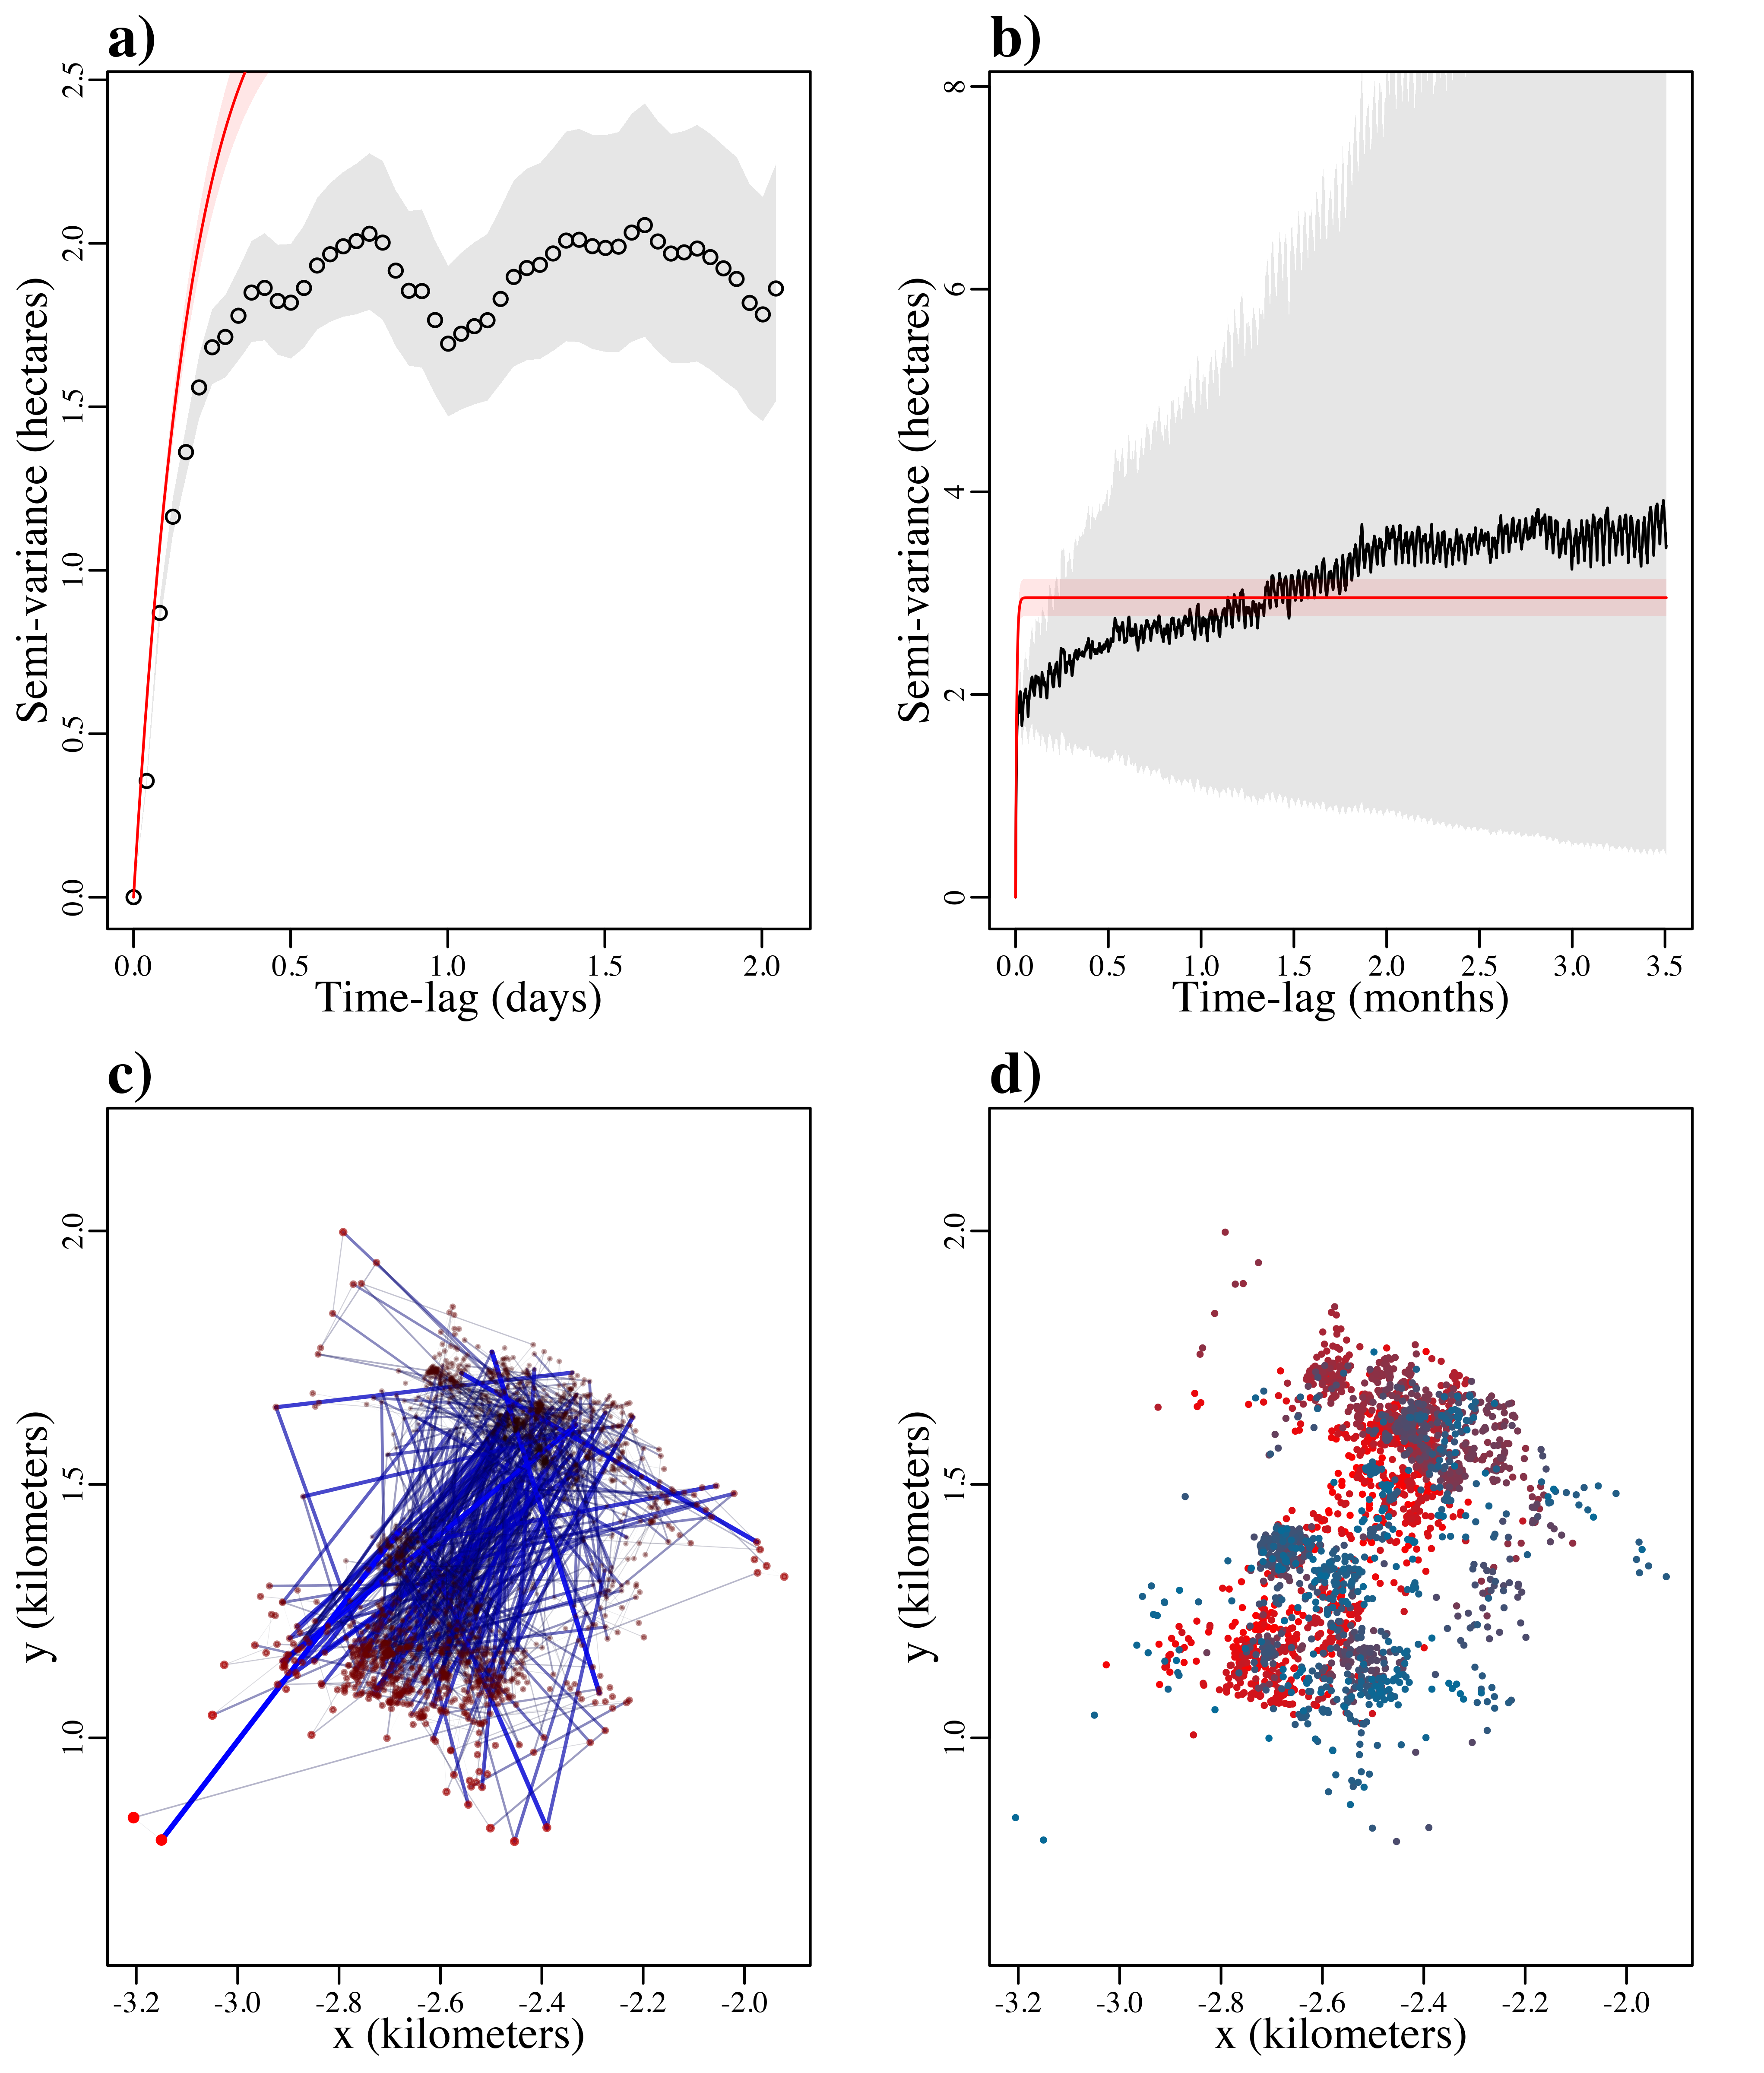 a)
Semi-variance (hectares)
2.5
2.0
1.5
1.0
0.5
0.0
0.0 0.5 1.0 1.5 2.0
Time-lag (days)
b)
Semi-variance (hectares)
8
6
4
2
0
0.0 0.5 1.0 1.5 2.0 2.5 3.0 3.5
Time-lag (months)
c)
y (kilometers)
2.0
1.5
1.0
-3.2 -3.0 -2.8 -2.6 -2.4 -2.2 -2.0
x (kilometers)
d)
y (kilometers)
2.0
1.5
1.0
-3.2 -3.0 -2.8 -2.6 -2.4 -2.2 -2.0
x (kilometers)